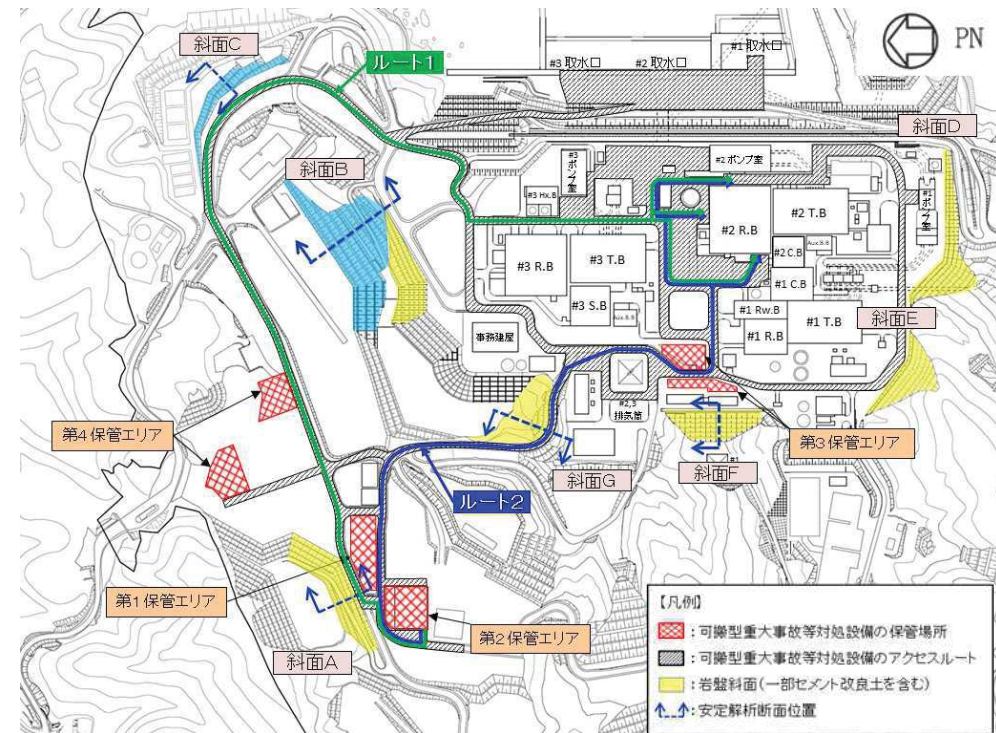 斜面C
ルート1
#3 取水口
#2 取水口
#1 取水口
PN
斜面D
斜面B
#3 ポンプ室
#2 ポンプ室
#1 ポンプ室
#3 Hx.B
#2 R.B
#2 T.B
#3 R.B
#3 T.B
#2 C.B
Aux.B.B
#1 C.B
#3 S.B
Aux.B.B
#1 Rw.B
#1 T.B
斜面E
#1 R.B
事務建屋
#2,3
排気筒
第4保管エリア
第3保管エリア
#1
斜面F
斜面G
ルート2
第1保管エリア
第2保管エリア
斜面A
【凡例】
:可搬型重大事故等対処設備の保管場所
:可搬型重大事故等対処設備のアクセスルート
:岩盤斜面(一部セメント改良土を含む)
:安定解析断面位置